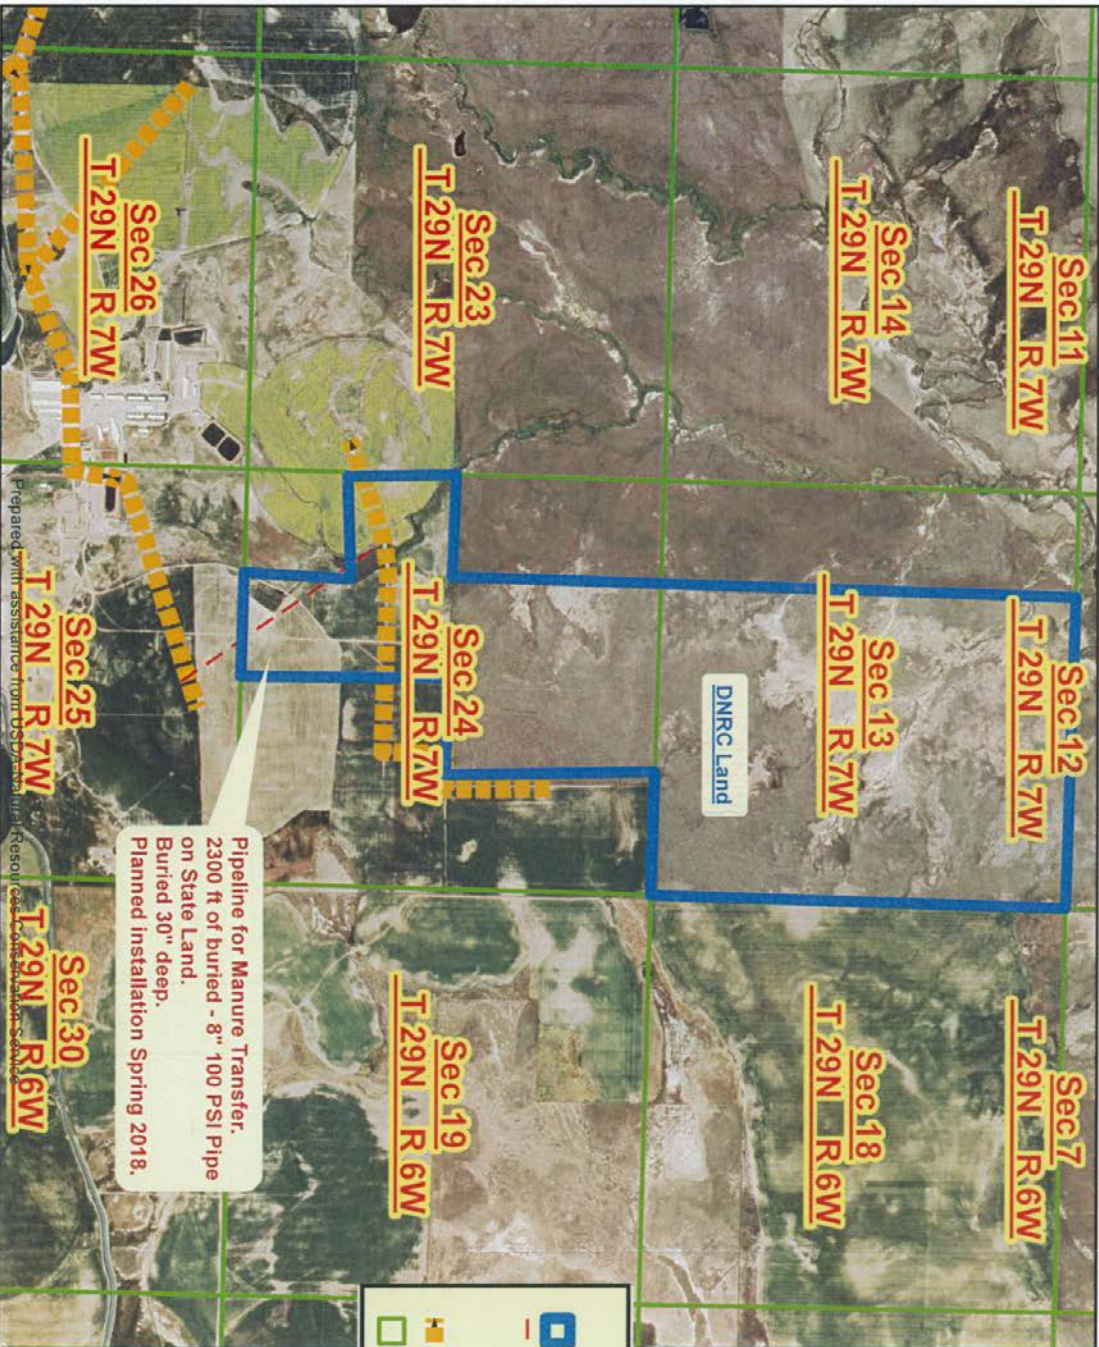 Sec 11
T 29N R 7W
Sec 12
T 29N R 7W
Sec 7
T 29N R 6W
Sec 14
T 29N R 7W
Sec 13
T 29N R 7W
Sec 18
T 29N R 6W
DNRC Land
Sec 23
T 29N R 7W
Sec 24
T 29N R 7W
Sec 19
T 29N R 6W
Pipeline for Manure Transfer.
2300 ft of buried - 8" 100 PSI Pipe
on State Land.
Buried 30" deep.
Planned installation Spring 2018.
Sec 26
T 29N R 7W
Sec 25
T 29N R 7W
Sec 30
T 29N R 6W
Prepared with assistance from USDA-Natural Resources Conservation Service